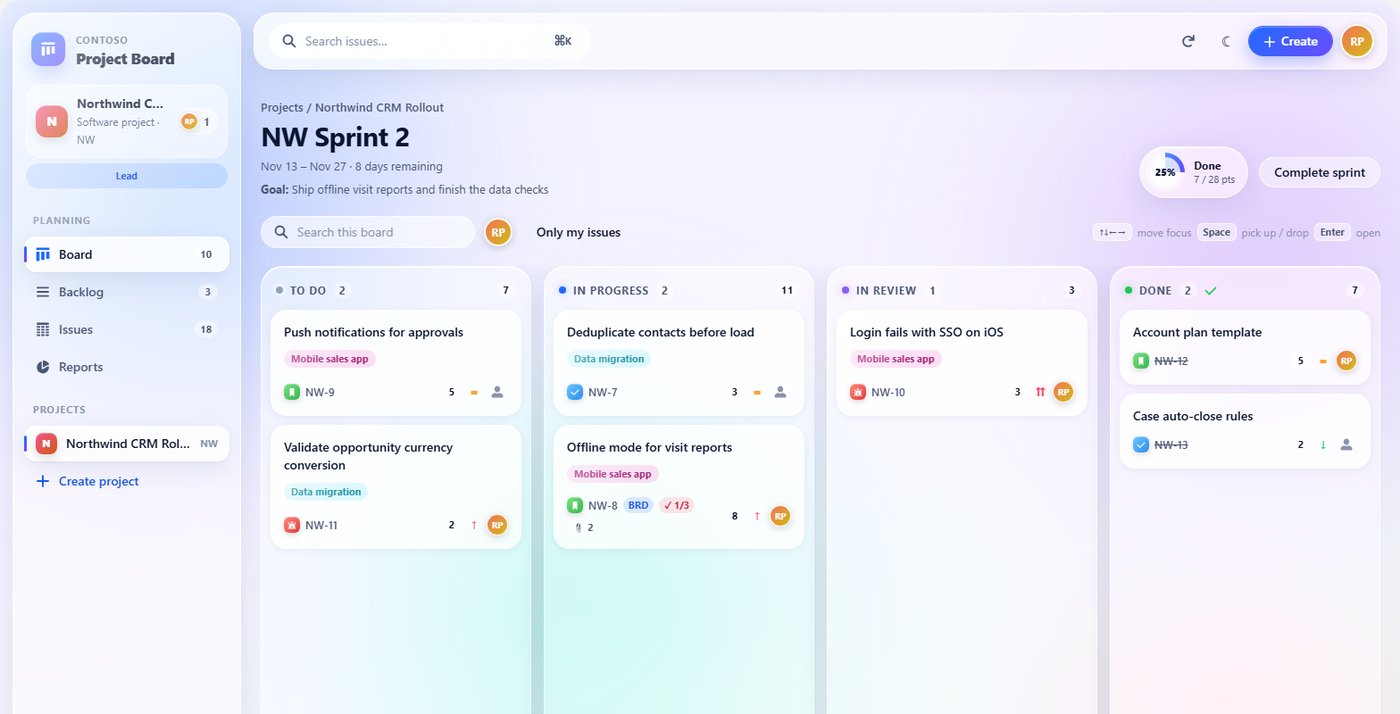 CONTOSO
Project Board
N
Northwind C...
Software project ·
NW
RP 1
Lead
PLANNING
Board 10
Backlog 3
Issues 18
Reports
PROJECTS
N Northwind CRM Rol... NW
Create project
Search issues... ⌘K
+ Create
RP
Projects / Northwind CRM Rollout
NW Sprint 2
Nov 13 – Nov 27 · 8 days remaining
Goal: Ship offline visit reports and finish the data checks
25%
Done
7 / 28 pts
Complete sprint
Search this board
RP
Only my issues
↑↓←→ move focus Space pick up / drop Enter open
TO DO 2 7
Push notifications for approvals
Mobile sales app
NW-9 5
Validate opportunity currency
conversion
Data migration
NW-11 2 ↑ RP
IN PROGRESS 2 11
Deduplicate contacts before load
Data migration
NW-7 3
Offline mode for visit reports
Mobile sales app
NW-8 BRD ✓ 1/3
2
8 ↑ RP
IN REVIEW 1 3
Login fails with SSO on iOS
Mobile sales app
NW-10 3 ⇈ RP
DONE 2 ✓ 7
Account plan template
NW-12 5 RP
Case auto-close rules
NW-13 2 ↓